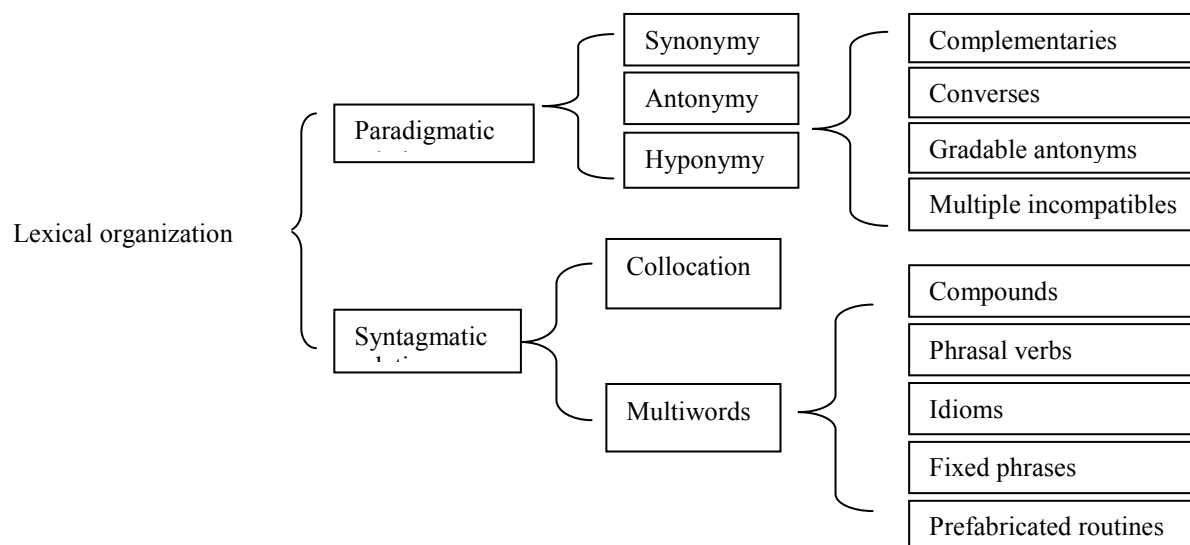 Lexical organization
Paradigmatic
Synonymy
Antonymy
Hyponymy
Complementaries
Converses
Gradable antonyms
Multiple incompatibles
Syntagmatic
Collocation
Multiwords
Compounds
Phrasal verbs
Idioms
Fixed phrases
Prefabricated routines